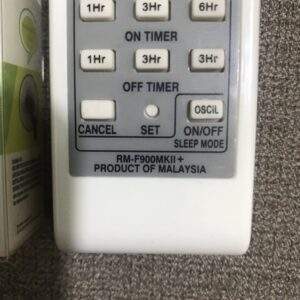 1Hr 3Hr 6Hr
ON TIMER
1Hr 3Hr 3Hr
OFF TIMER
OSCIL
CANCEL SET ON/OFF
SLEEP MODE
RM-F900MKII+
PRODUCT OF MALAYSIA